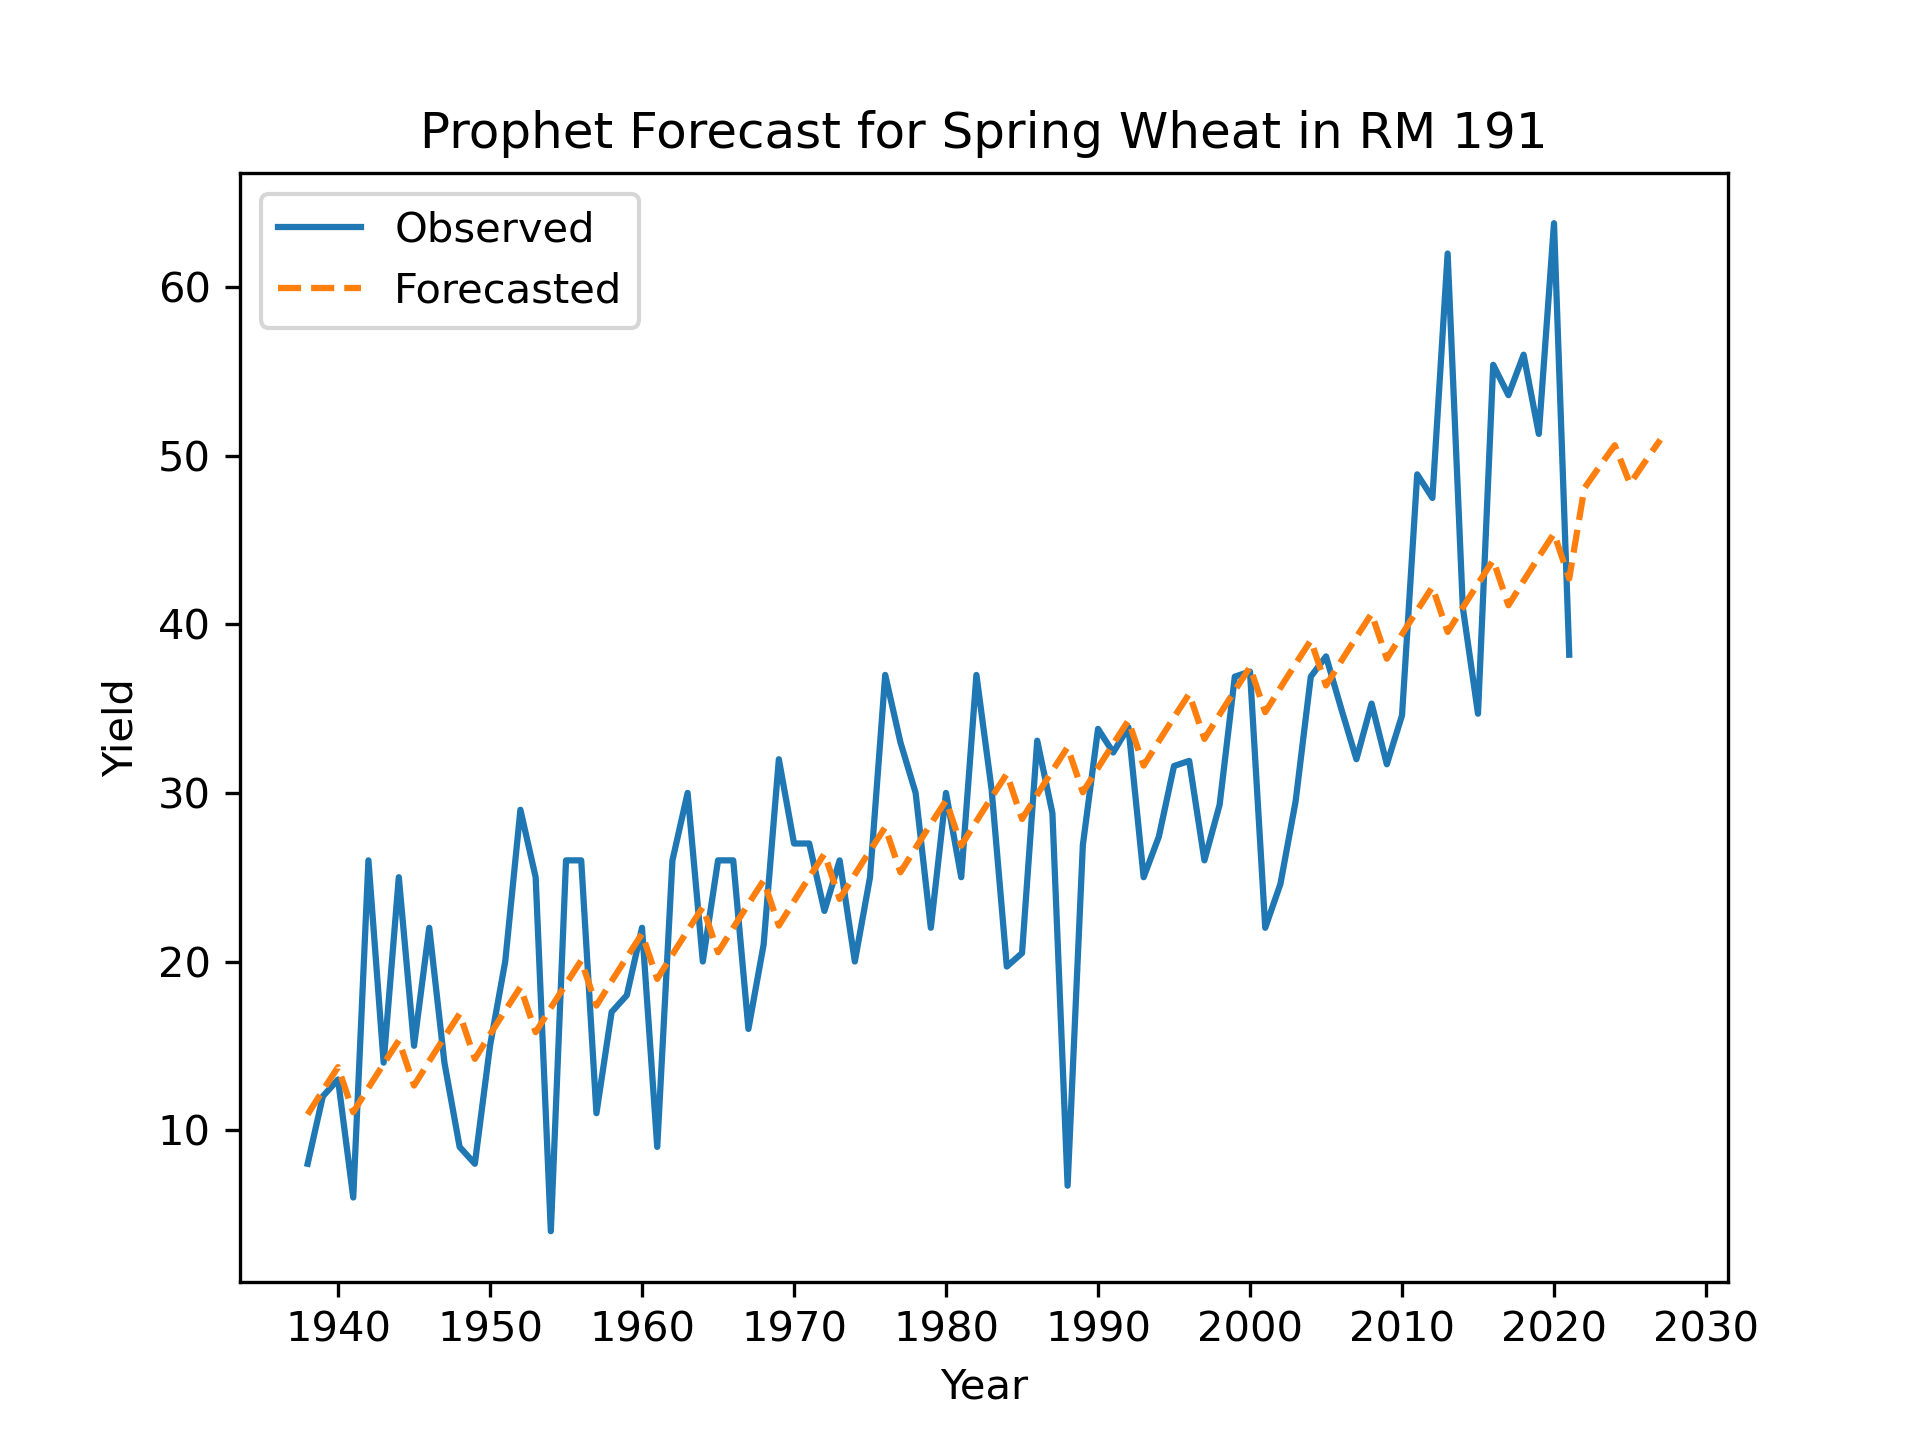 Prophet Forecast for Spring Wheat in RM 191
Observed
Forecasted
60
50
40
30
20
10
Yield
1940 1950 1960 1970 1980 1990 2000 2010 2020 2030
Year